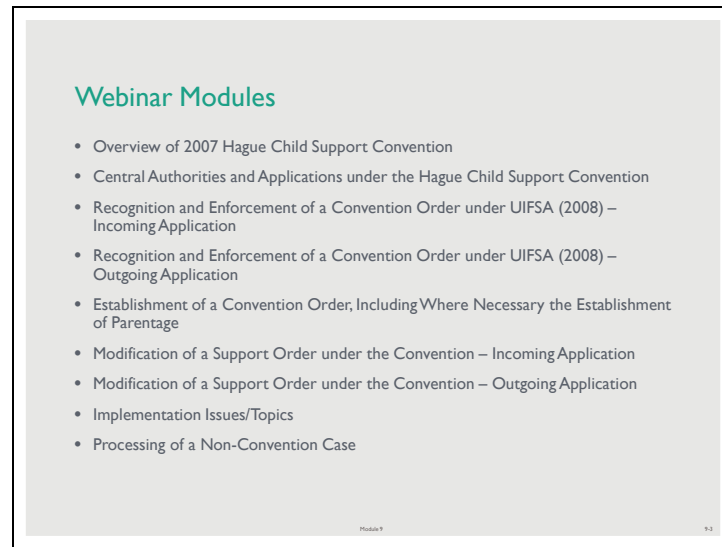 Webinar Modules
• Overview of 2007 Hague Child Support Convention
• Central Authorities and Applications under the Hague Child Support Convention
• Recognition and Enforcement of a Convention Order under UIFSA (2008) –
Incoming Application
• Recognition and Enforcement of a Convention Order under UIFSA (2008) –
Outgoing Application
• Establishment of a Convention Order, Including Where Necessary the Establishment
of Parentage
• Modification of a Support Order under the Convention – Incoming Application
• Modification of a Support Order under the Convention – Outgoing Application
• Implementation Issues/Topics
• Processing of a Non-Convention Case
Module 9